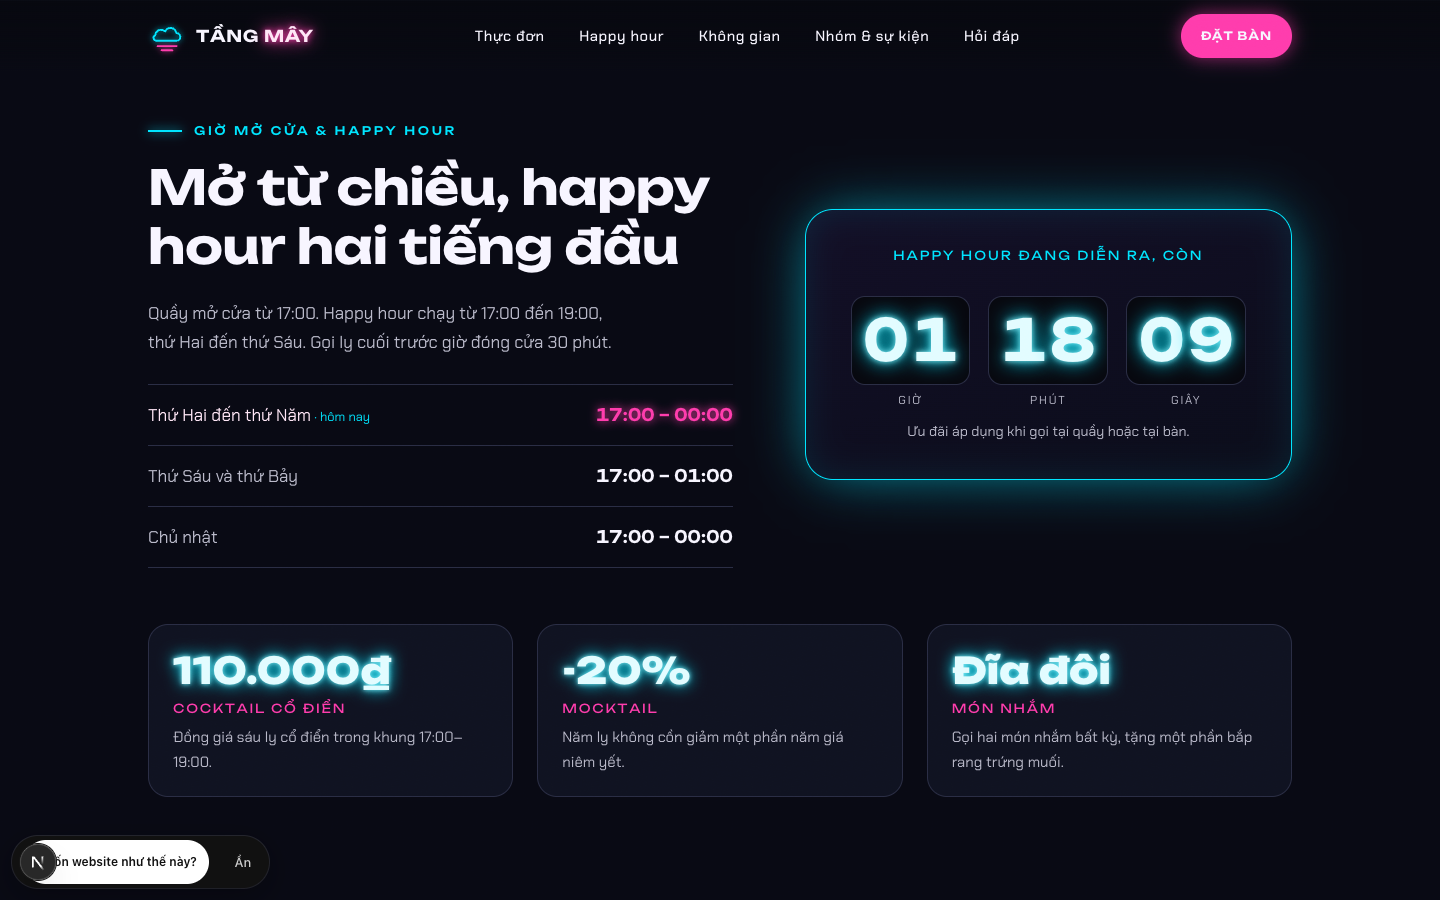 TẦNG MÂY
Thực đơn
Happy hour
Không gian
Nhóm & sự kiện
Hỏi đáp
ĐẶT BÀN
GIỜ MỞ CỬA & HAPPY HOUR
Mở từ chiều, happy
hour hai tiếng đầu
Quầy mở cửa từ 17:00. Happy hour chạy từ 17:00 đến 19:00,
thứ Hai đến thứ Sáu. Gọi ly cuối trước giờ đóng cửa 30 phút.
Thứ Hai đến thứ Năm · hôm nay
17:00 – 00:00
Thứ Sáu và thứ Bảy
17:00 – 01:00
Chủ nhật
17:00 – 00:00
HAPPY HOUR ĐANG DIỄN RA, CÒN
01 18 09
GIỜ PHÚT GIÂY
Ưu đãi áp dụng khi gọi tại quầy hoặc tại bàn.
110.000₫
COCKTAIL CỔ ĐIỂN
Đồng giá sáu ly cổ điển trong khung 17:00–
19:00.
-20%
MOCKTAIL
Năm ly không cồn giảm một phần năm giá
niêm yết.
Đĩa đôi
MÓN NHẮM
Gọi hai món nhắm bất kỳ, tặng một phần bắp
rang trứng muối.
N
website như thế này?
Ẩn